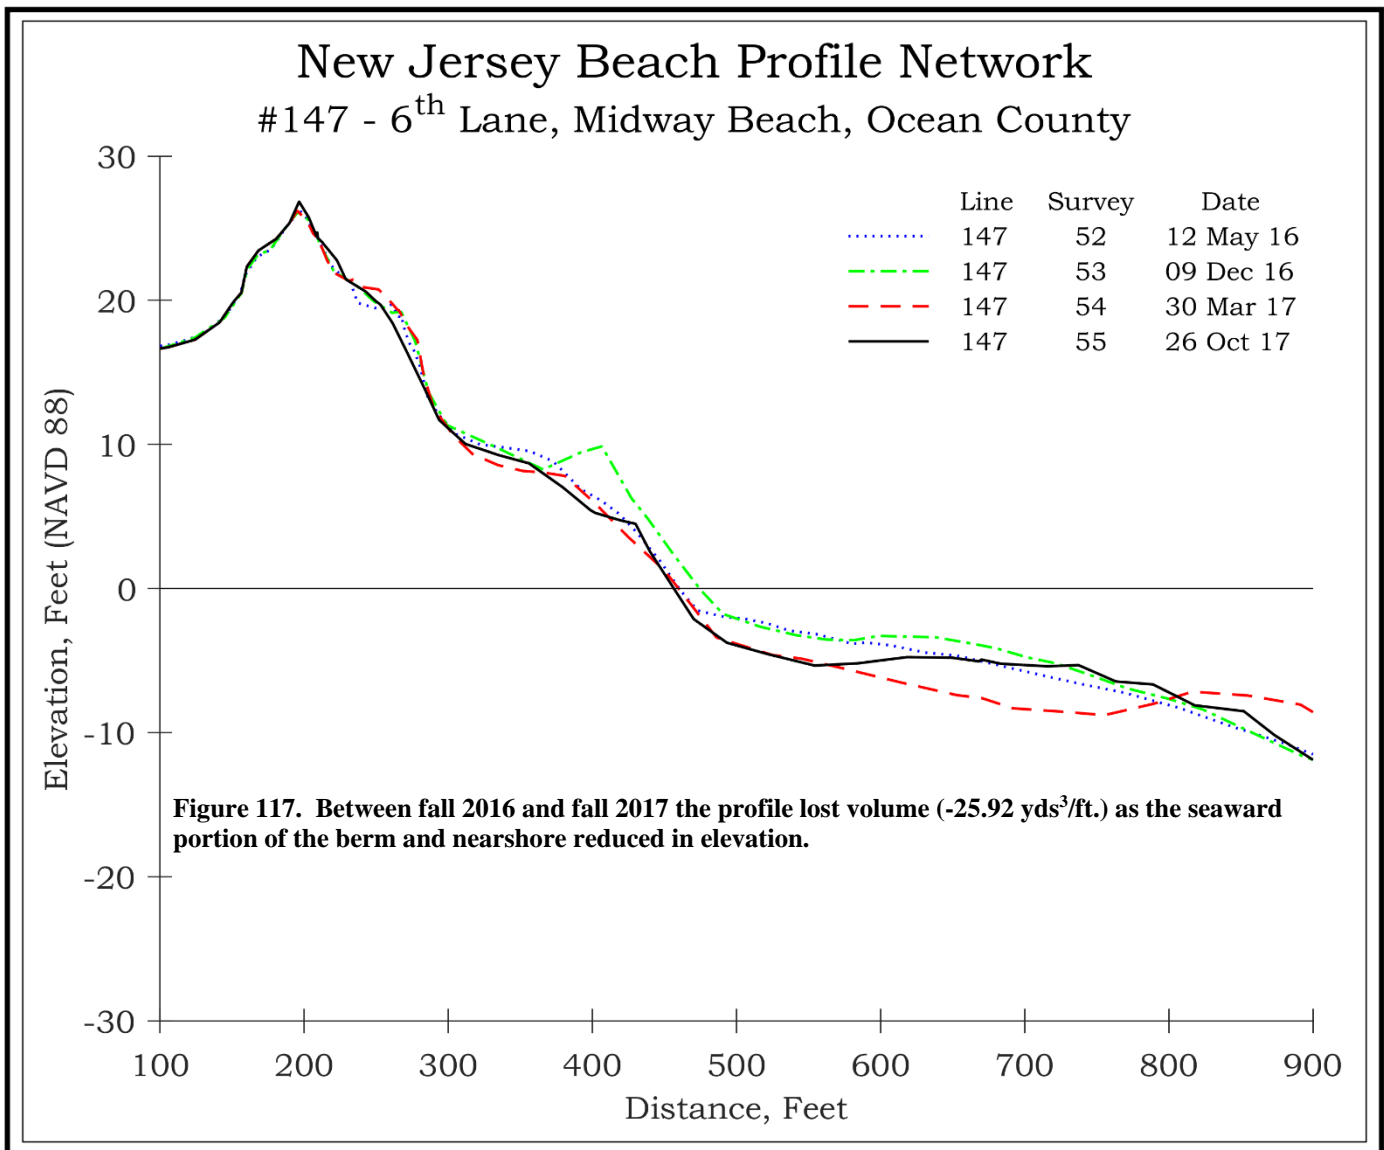 New Jersey Beach Profile Network
#147 - 6th Lane, Midway Beach, Ocean County
Line Survey Date
147 52 12 May 16
147 53 09 Dec 16
147 54 30 Mar 17
147 55 26 Oct 17
Elevation, Feet (NAVD 88)
30
20
10
0
-10
-20
-30
Figure 117. Between fall 2016 and fall 2017 the profile lost volume (-25.92 yds³/ft.) as the seaward
portion of the berm and nearshore reduced in elevation.
100 200 300 400 500 600 700 800 900
Distance, Feet